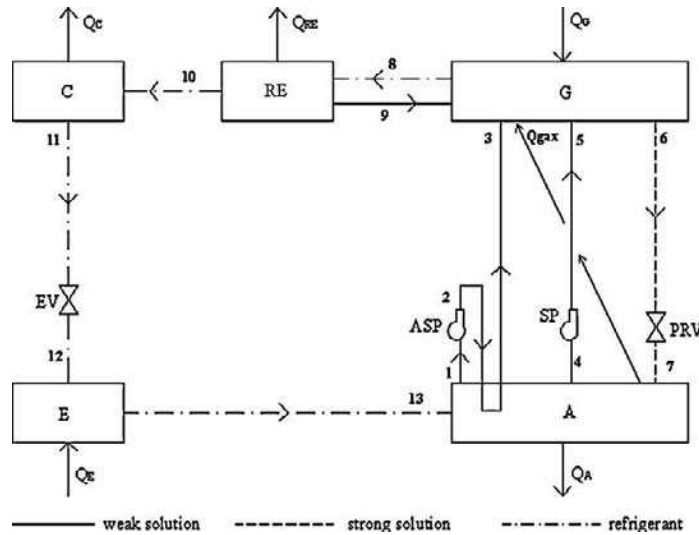 QC
QRE
QG
C
10
RE
8
9
G
11
3
Qgax
5
6
EV
2
ASP
SP
PRV
12
1
4
7
E
13
A
QE
QA
weak solution
strong solution
refrigerant